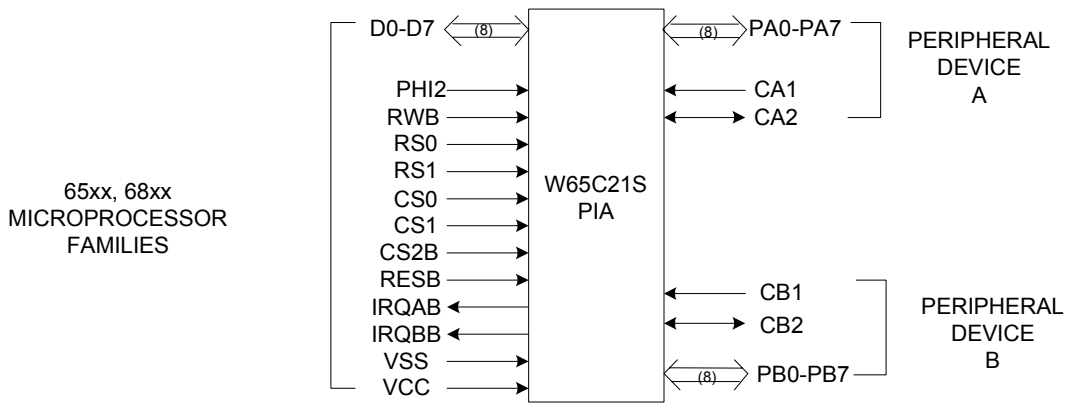 65xx, 68xx
MICROPROCESSOR
FAMILIES
D0-D7
(8)
PHI2
RWB
RS0
RS1
CS0
CS1
CS2B
RESB
IRQAB
IRQBB
VSS
VCC
W65C21S
PIA
(8)
PA0-PA7
CA1
CA2
PERIPHERAL
DEVICE
A
CB1
CB2
(8)
PB0-PB7
PERIPHERAL
DEVICE
B